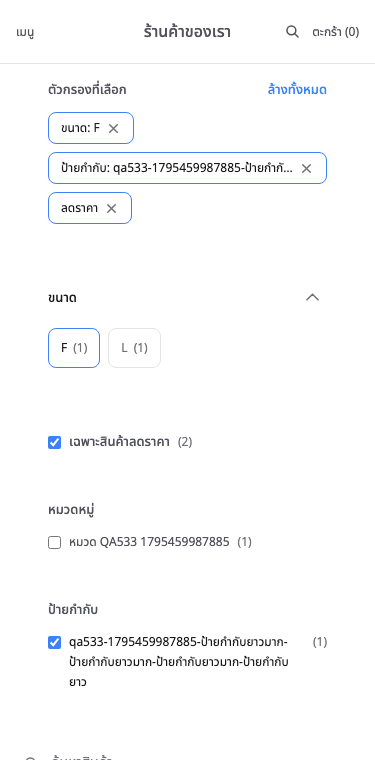 เมนู ร้านค้าของเรา ตะกร้า (0)
ตัวกรองที่เลือก ล้างทั้งหมด
ขนาด: F
ป้ายกำกับ: qa533-1795459987885-ป้ายกำกั...
ลดราคา
ขนาด
F (1) L (1)
เฉพาะสินค้าลดราคา (2)
หมวดหมู่
หมวด QA533 1795459987885 (1)
ป้ายกำกับ
qa533-1795459987885-ป้ายกำกับยาวมาก- (1)
ป้ายกำกับยาวมาก-ป้ายกำกับยาวมาก-ป้ายกำกับ
ยาว